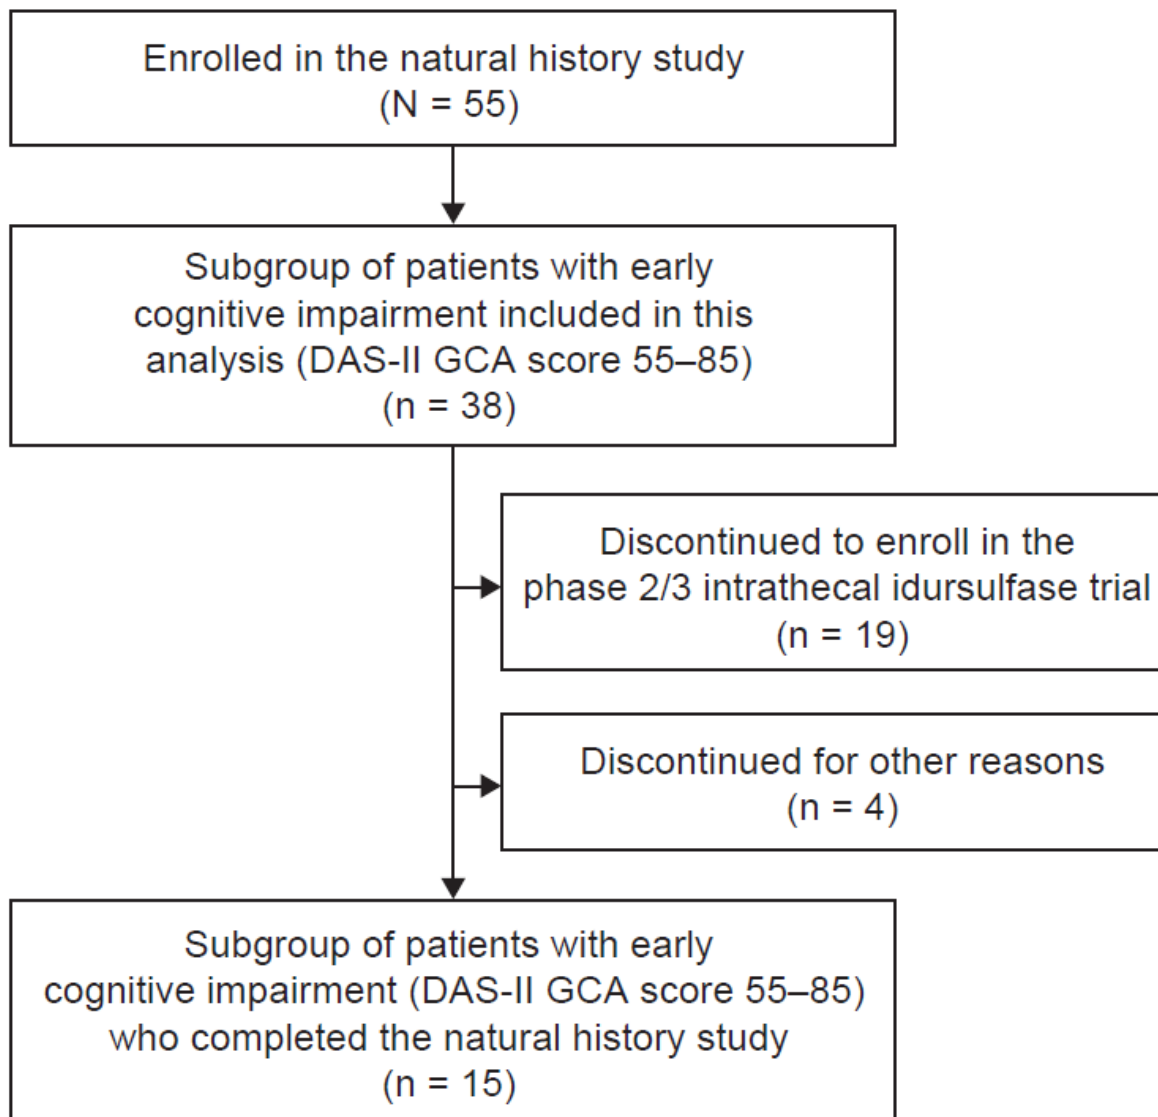 Enrolled in the natural history study
(N = 55)
Subgroup of patients with early
cognitive impairment included in this
analysis (DAS-II GCA score 55–85)
(n = 38)
Discontinued to enroll in the
phase 2/3 intrathecal idursulfase trial
(n = 19)
Discontinued for other reasons
(n = 4)
Subgroup of patients with early
cognitive impairment (DAS-II GCA score 55–85)
who completed the natural history study
(n = 15)